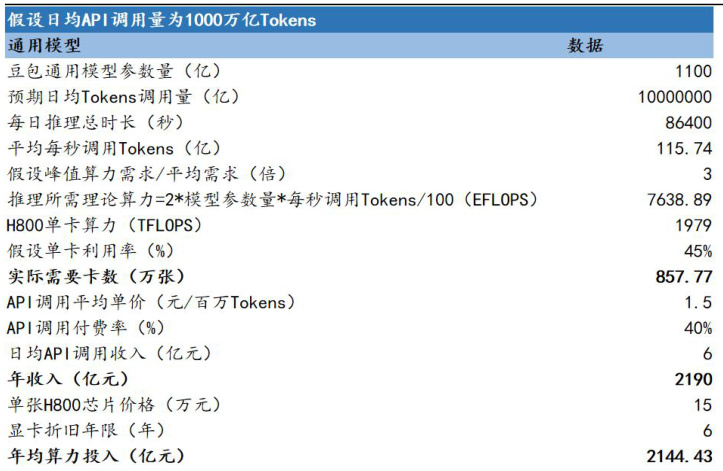 假设日均API调用量为1000万亿Tokens
通用模型 数据
豆包通用模型参数量（亿） 1100
预期日均Tokens调用量（亿） 10000000
每日推理总时长（秒） 86400
平均每秒调用Tokens（亿） 115.74
假设峰值算力需求/平均需求（倍） 3
推理所需理论算力=2*模型参数量*每秒调用Tokens/100（EFLOPS） 7638.89
H800单卡算力（TFLOPS） 1979
假设单卡利用率（%） 45%
实际需要卡数（万张） 857.77
API调用平均单价（元/百万Tokens） 1.5
API调用付费率（%） 40%
日均API调用收入（亿元） 6
年收入（亿元） 2190
单张H800芯片价格（万元） 15
显卡折旧年限（年） 6
年均算力投入（亿元） 2144.43